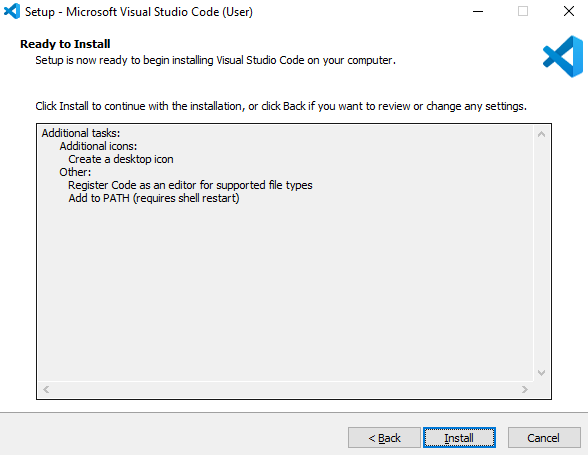 Setup - Microsoft Visual Studio Code (User)
Ready to Install
Setup is now ready to begin installing Visual Studio Code on your computer.
Click Install to continue with the installation, or click Back if you want to review or change any settings.
Additional tasks:
Additional icons:
Create a desktop icon
Other:
Register Code as an editor for supported file types
Add to PATH (requires shell restart)
< Back
Install
Cancel